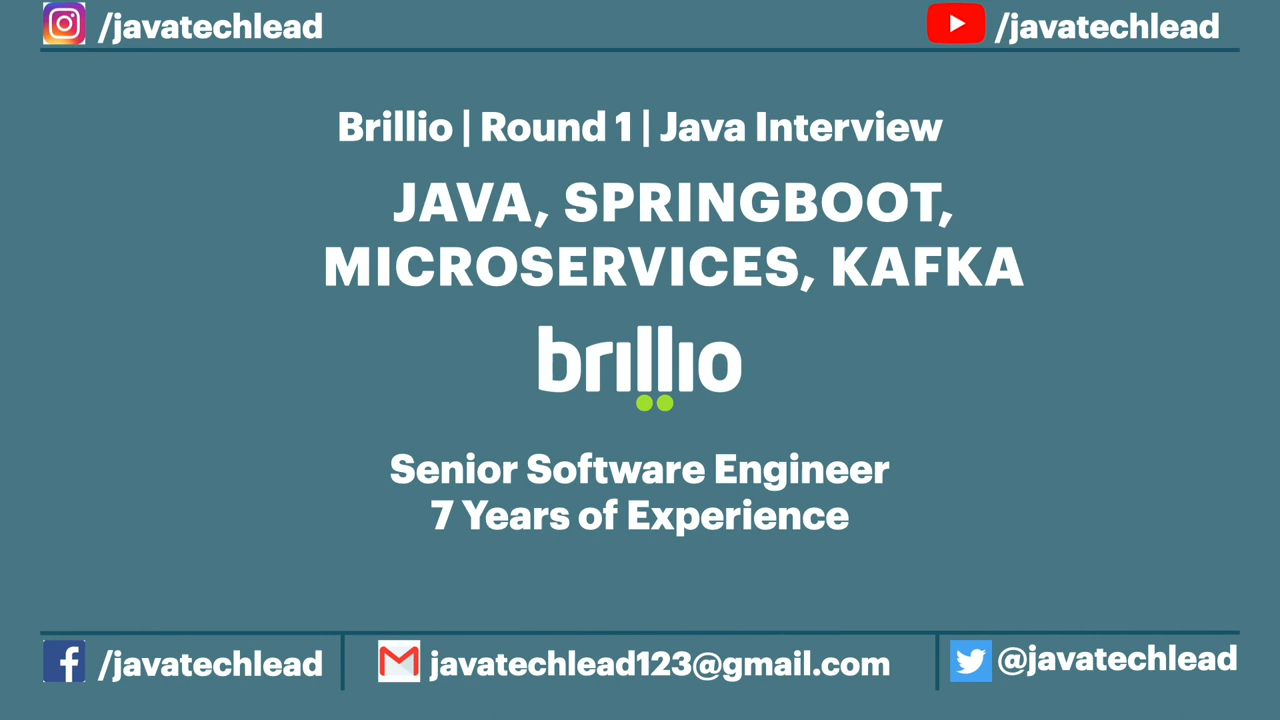 /javatechlead
/javatechlead
Brillio | Round 1 | Java Interview
JAVA, SPRINGBOOT,
MICROSERVICES, KAFKA
brillio
Senior Software Engineer
7 Years of Experience
/javatechlead
javatechlead123@gmail.com
@javatechlead